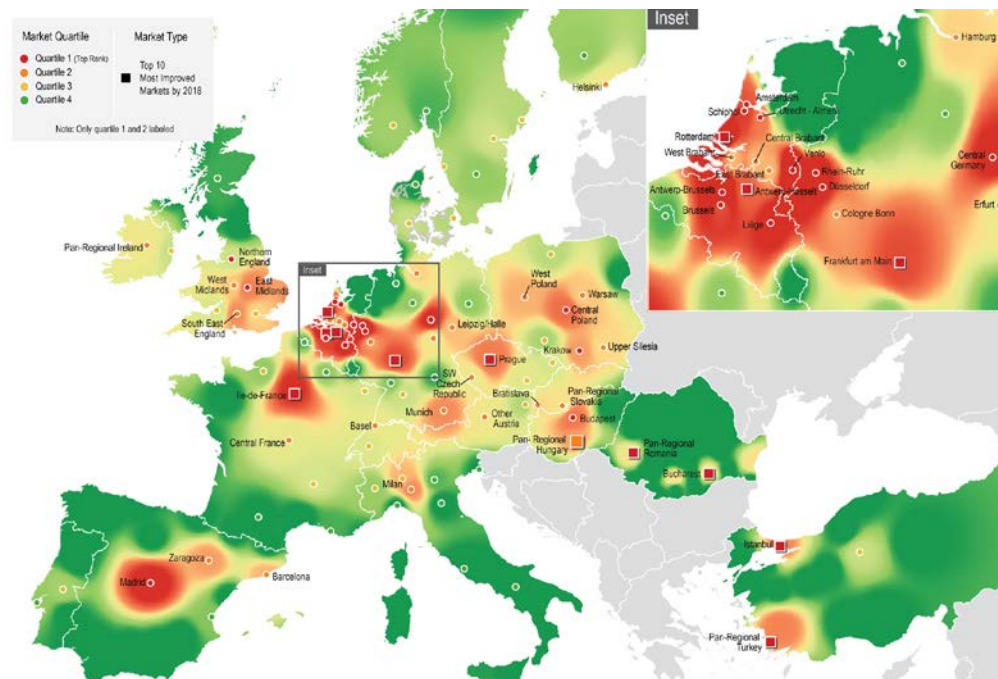 Market Quartile
Quartile 1 (Top Rank)
Quartile 2
Quartile 3
Quartile 4
Market Type
Top 10
Most Improved
Markets by 2018
Note: Only quartile 1 and 2 labeled
Helsinki
Pan-Regional Ireland
Northern
England
West
Midlands
East
Midlands
South East
England
Inset
West
Poland
Warsaw
Central
Poland
Leipzig/Halle
Krakow
Upper Silesia
Prague
SW
Czech
Republic
Ile-de-France
Munich
Bratislava
Pan-Regional
Slovakia
Other
Austria
Budapest
Basel
Pan- Regional
Hungary
Central France
Pan-Regional
Romania
Bucharest
Milan
Zaragoza
Madrid
Barcelona
Istanbul
Pan-Regional
Turkey
Inset
Hamburg
Amsterdam
Schiphol
Utrecht - Almere
Rotterdam
Central Brabant
West Brabant
Venlo
East Brabant
Rhein-Ruhr
Central
Germany
Antwerp-Brussels
Antwerp-Hasselt
Düsseldorf
Brussels
Cologne Bonn
Erfurt
Liège
Frankfurt am Main